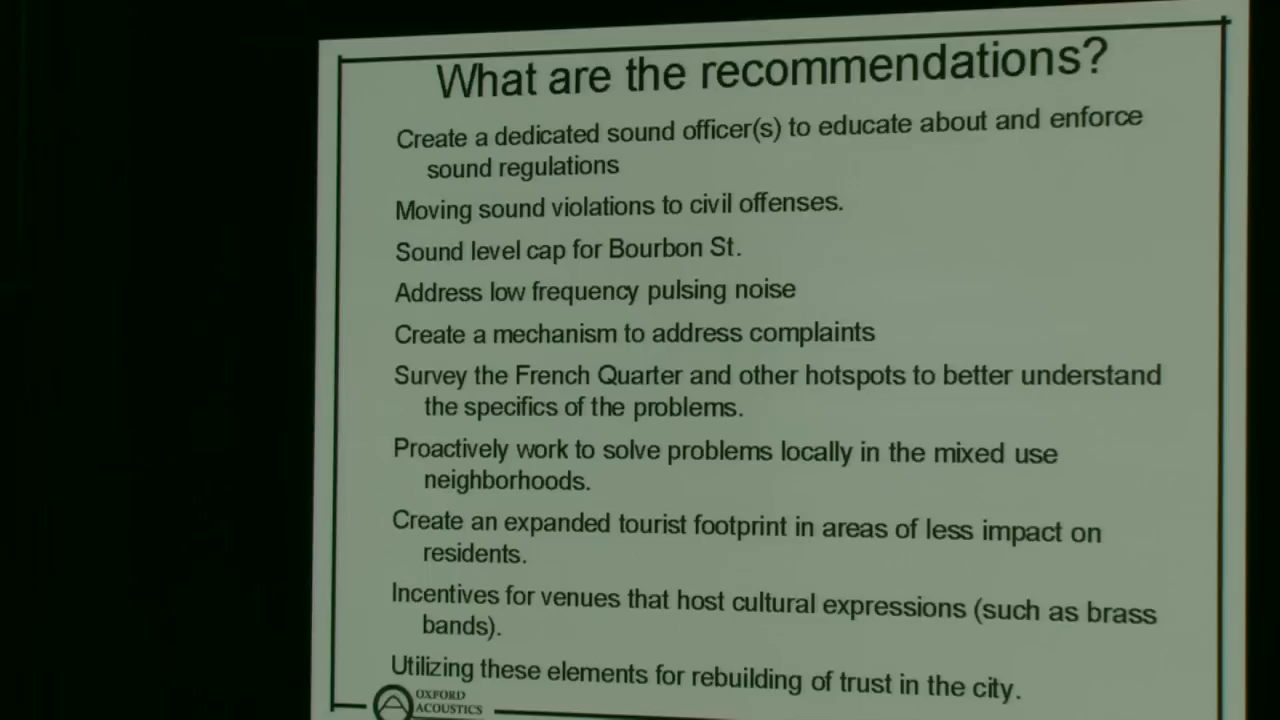 What are the recommendations?
Create a dedicated sound officer(s) to educate about and enforce
sound regulations
Moving sound violations to civil offenses.
Sound level cap for Bourbon St.
Address low frequency pulsing noise
Create a mechanism to address complaints
Survey the French Quarter and other hotspots to better understand
the specifics of the problems.
Proactively work to solve problems locally in the mixed use
neighborhoods.
Create an expanded tourist footprint in areas of less impact on
residents.
Incentives for venues that host cultural expressions (such as brass
bands).
Utilizing these elements for rebuilding of trust in the city.
OXFORD
ACOUSTICS